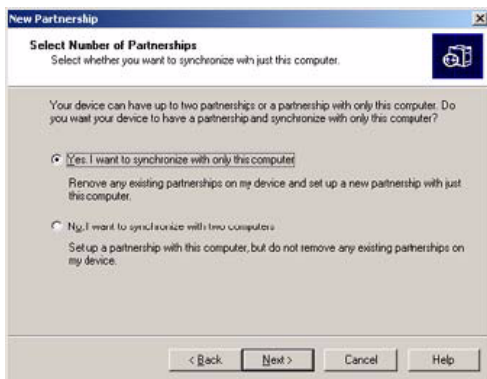 New Partnership
Select Number of Partnerships
Select whether you want to synchronize with just this computer.
Your device can have up to two partnerships or a partnership with only this computer. Do
you want your device to have a partnership and synchronize with only this computer?
Yes, I want to synchronize with only this computer
Remove any existing partnerships on my device and set up a new partnership with just
this computer.
No, I want to synchronize with two computers
Set up a partnership with this computer, but do not remove any existing partnerships on
my device.
< Back
Next >
Cancel
Help